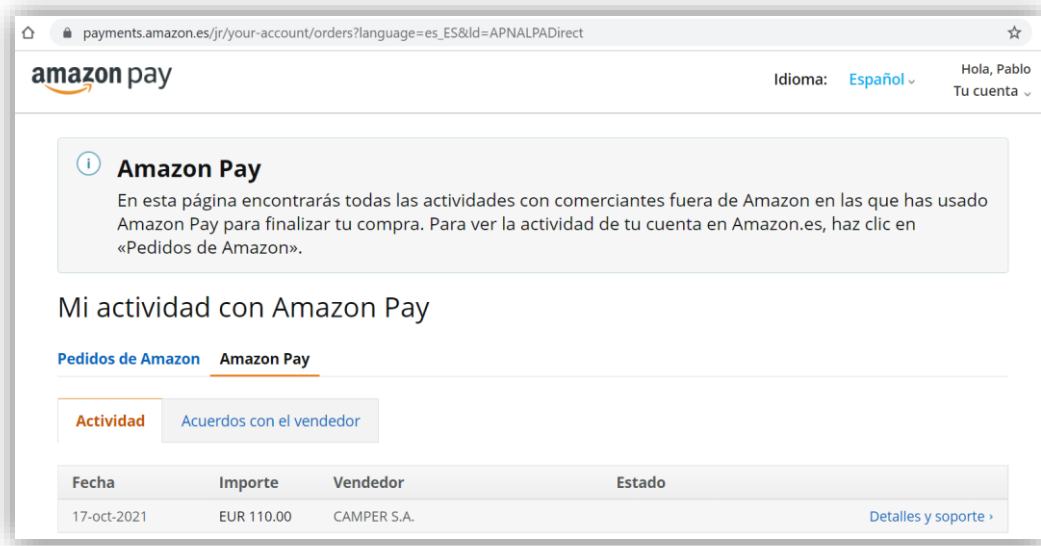 payments.amazon.es/jr/your-account/orders?language=es_ES&ld=APNALPADirect
amazon pay
Idioma: Español
Hola, Pablo
Tu cuenta
Amazon Pay
En esta página encontrarás todas las actividades con comerciantes fuera de Amazon en las que has usado
Amazon Pay para finalizar tu compra. Para ver la actividad de tu cuenta en Amazon.es, haz clic en
«Pedidos de Amazon».
Mi actividad con Amazon Pay
Pedidos de Amazon Amazon Pay
Actividad Acuerdos con el vendedor
Fecha Importe Vendedor Estado
17-oct-2021 EUR 110.00 CAMPER S.A. Detalles y soporte ›